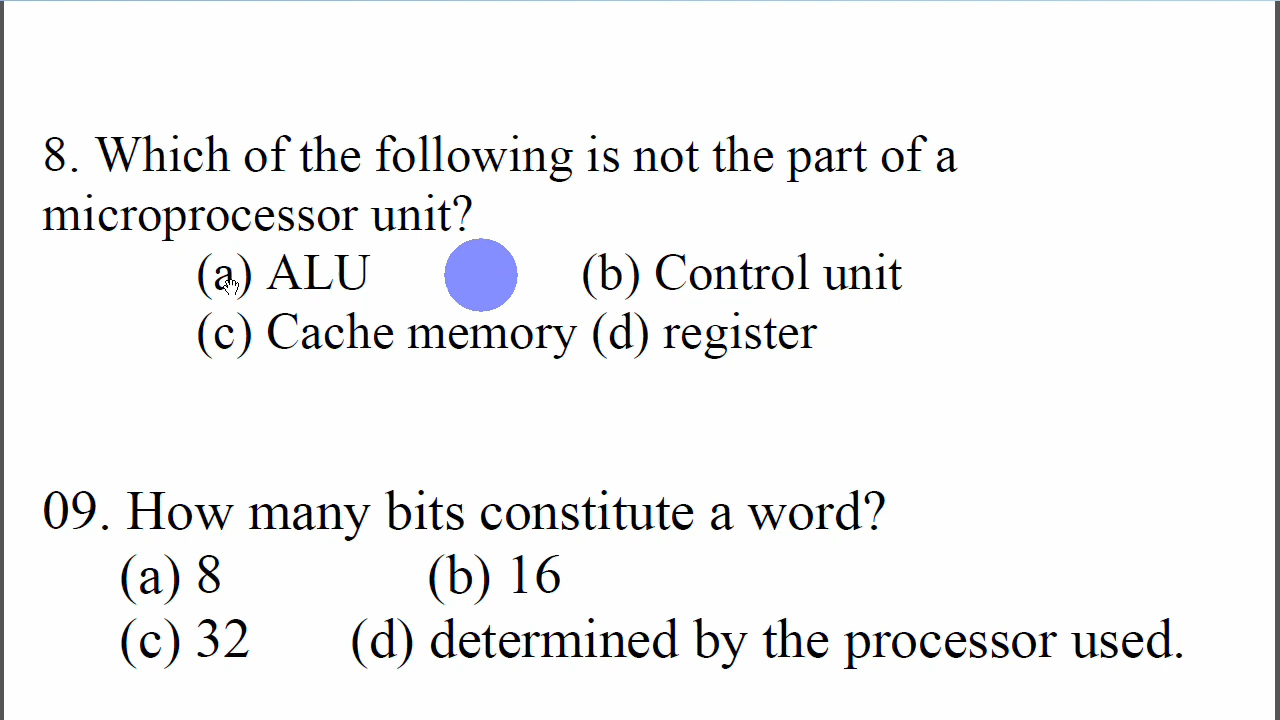 8. Which of the following is not the part of a
microprocessor unit?
(a) ALU (b) Control unit
(c) Cache memory (d) register
09. How many bits constitute a word?
(a) 8 (b) 16
(c) 32 (d) determined by the processor used.